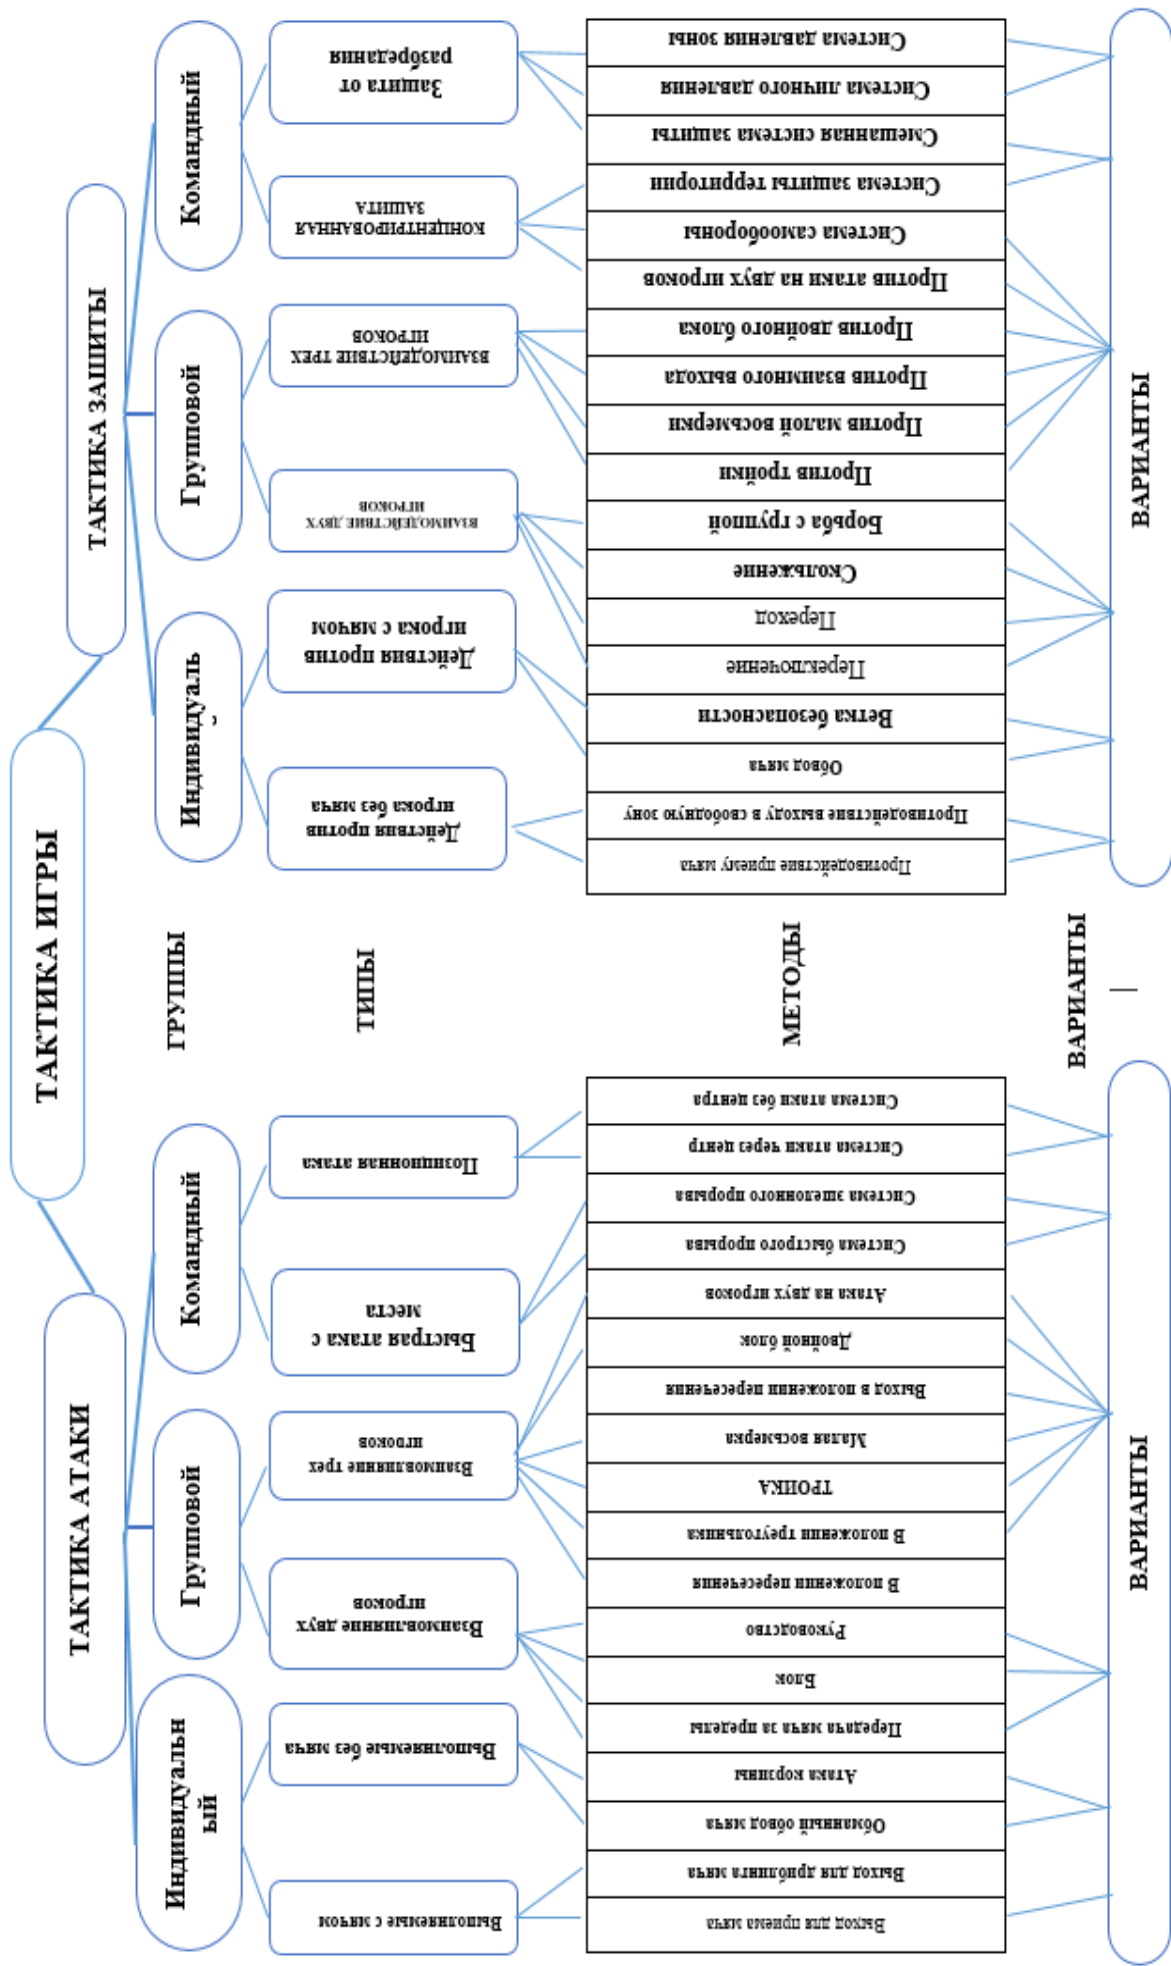 ТАКТИКА ИГРЫ
ТАКТИКА АТАКИ
ТАКТИКА ЗАЩИТЫ
ГРУППЫ
Индивидуальн
ый
Групповой
Командный
Индивидуаль
й
Групповой
Командный
ТИПЫ
Выполняемые с мячом
Выполняемые без мяча
Взаимовлияние двух
игроков
Взаимовлияние трех
игроков
Быстрая атака с
места
Позиционная атака
Действия против
игрока без мяча
Действия против
игрока с мячом
ВЗАИМОДЕЙСТВИЕ ДВУХ
ИГРОКОВ
ВЗАИМОДЕЙСТВИЕ ТРЕХ
ИГРОКОВ
КОНЦЕНТРИРОВАННАЯ
ЗАЩИТА
Защита от
разбредания
МЕТОДЫ
Выход для приема мяча
Выход для дриблинга мяча
Обманный обвод мяча
Атака корзины
Передача мяча за пределы
Блок
Руководство
В положении пересечения
В положении треугольника
ТРОИКА
Малая восьмерка
Выход в положении пересечения
Двойной блок
Атака на двух игроков
Система быстрого прорыва
Система эшелонного прорыва
Система атаки через центр
Система атаки без центра
Противодействие приему мяча
Противодействие выходу в свободную зону
Обвод мяча
Ветка безопасности
Переключение
Переход
Скольжение
Борьба с группой
Против тройки
Против малой восьмерки
Против взаимного выхода
Против двойного блока
Против атаки на двух игроков
Система самообороны
Система защиты территории
Смешанная система защиты
Система личного давления
Система давления зоны
ВАРИАНТЫ
ВАРИАНТЫ
ВАРИАНТЫ